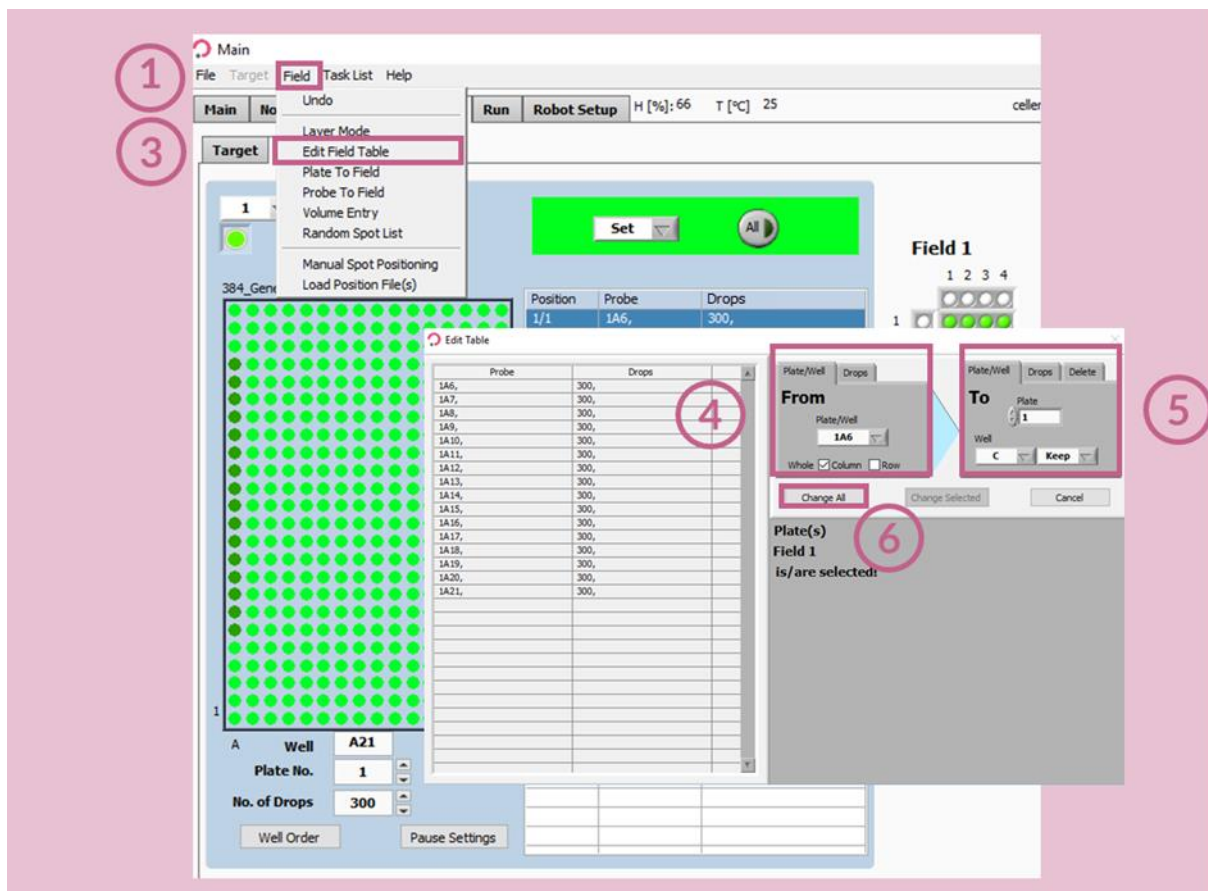 Main
1
File Target Field Task List Help
Undo
Main No Run Robot Setup H [%]: 66 T [°C] 25 celler
3
Layer Mode
Target Edit Field Table
Plate To Field
Probe To Field
1 Volume Entry
Set All
Random Spot List
Field 1
Manual Spot Positioning
1 2 3 4
384_Gene Load Position File(s)
Position Probe Drops
1/1 1A6, 300,
1
Edit Table
Probe Drops
1A6, 300,
1A7, 300,
1A8, 300,
1A9, 300,
1A10, 300,
1A11, 300,
1A12, 300,
1A13, 300,
1A14, 300,
1A15, 300,
1A16, 300,
1A17, 300,
1A18, 300,
1A19, 300,
1A20, 300,
1A21, 300,
4
Plate/Well Drops
From
Plate/Well
1A6
Whole Column Row
Plate/Well Drops Delete
To Plate
1
Well
C Keep
5
Change All Change Selected Cancel
6
Plate(s)
Field 1
is/are selected!
1
A Well A21
Plate No. 1
No. of Drops 300
Well Order Pause Settings